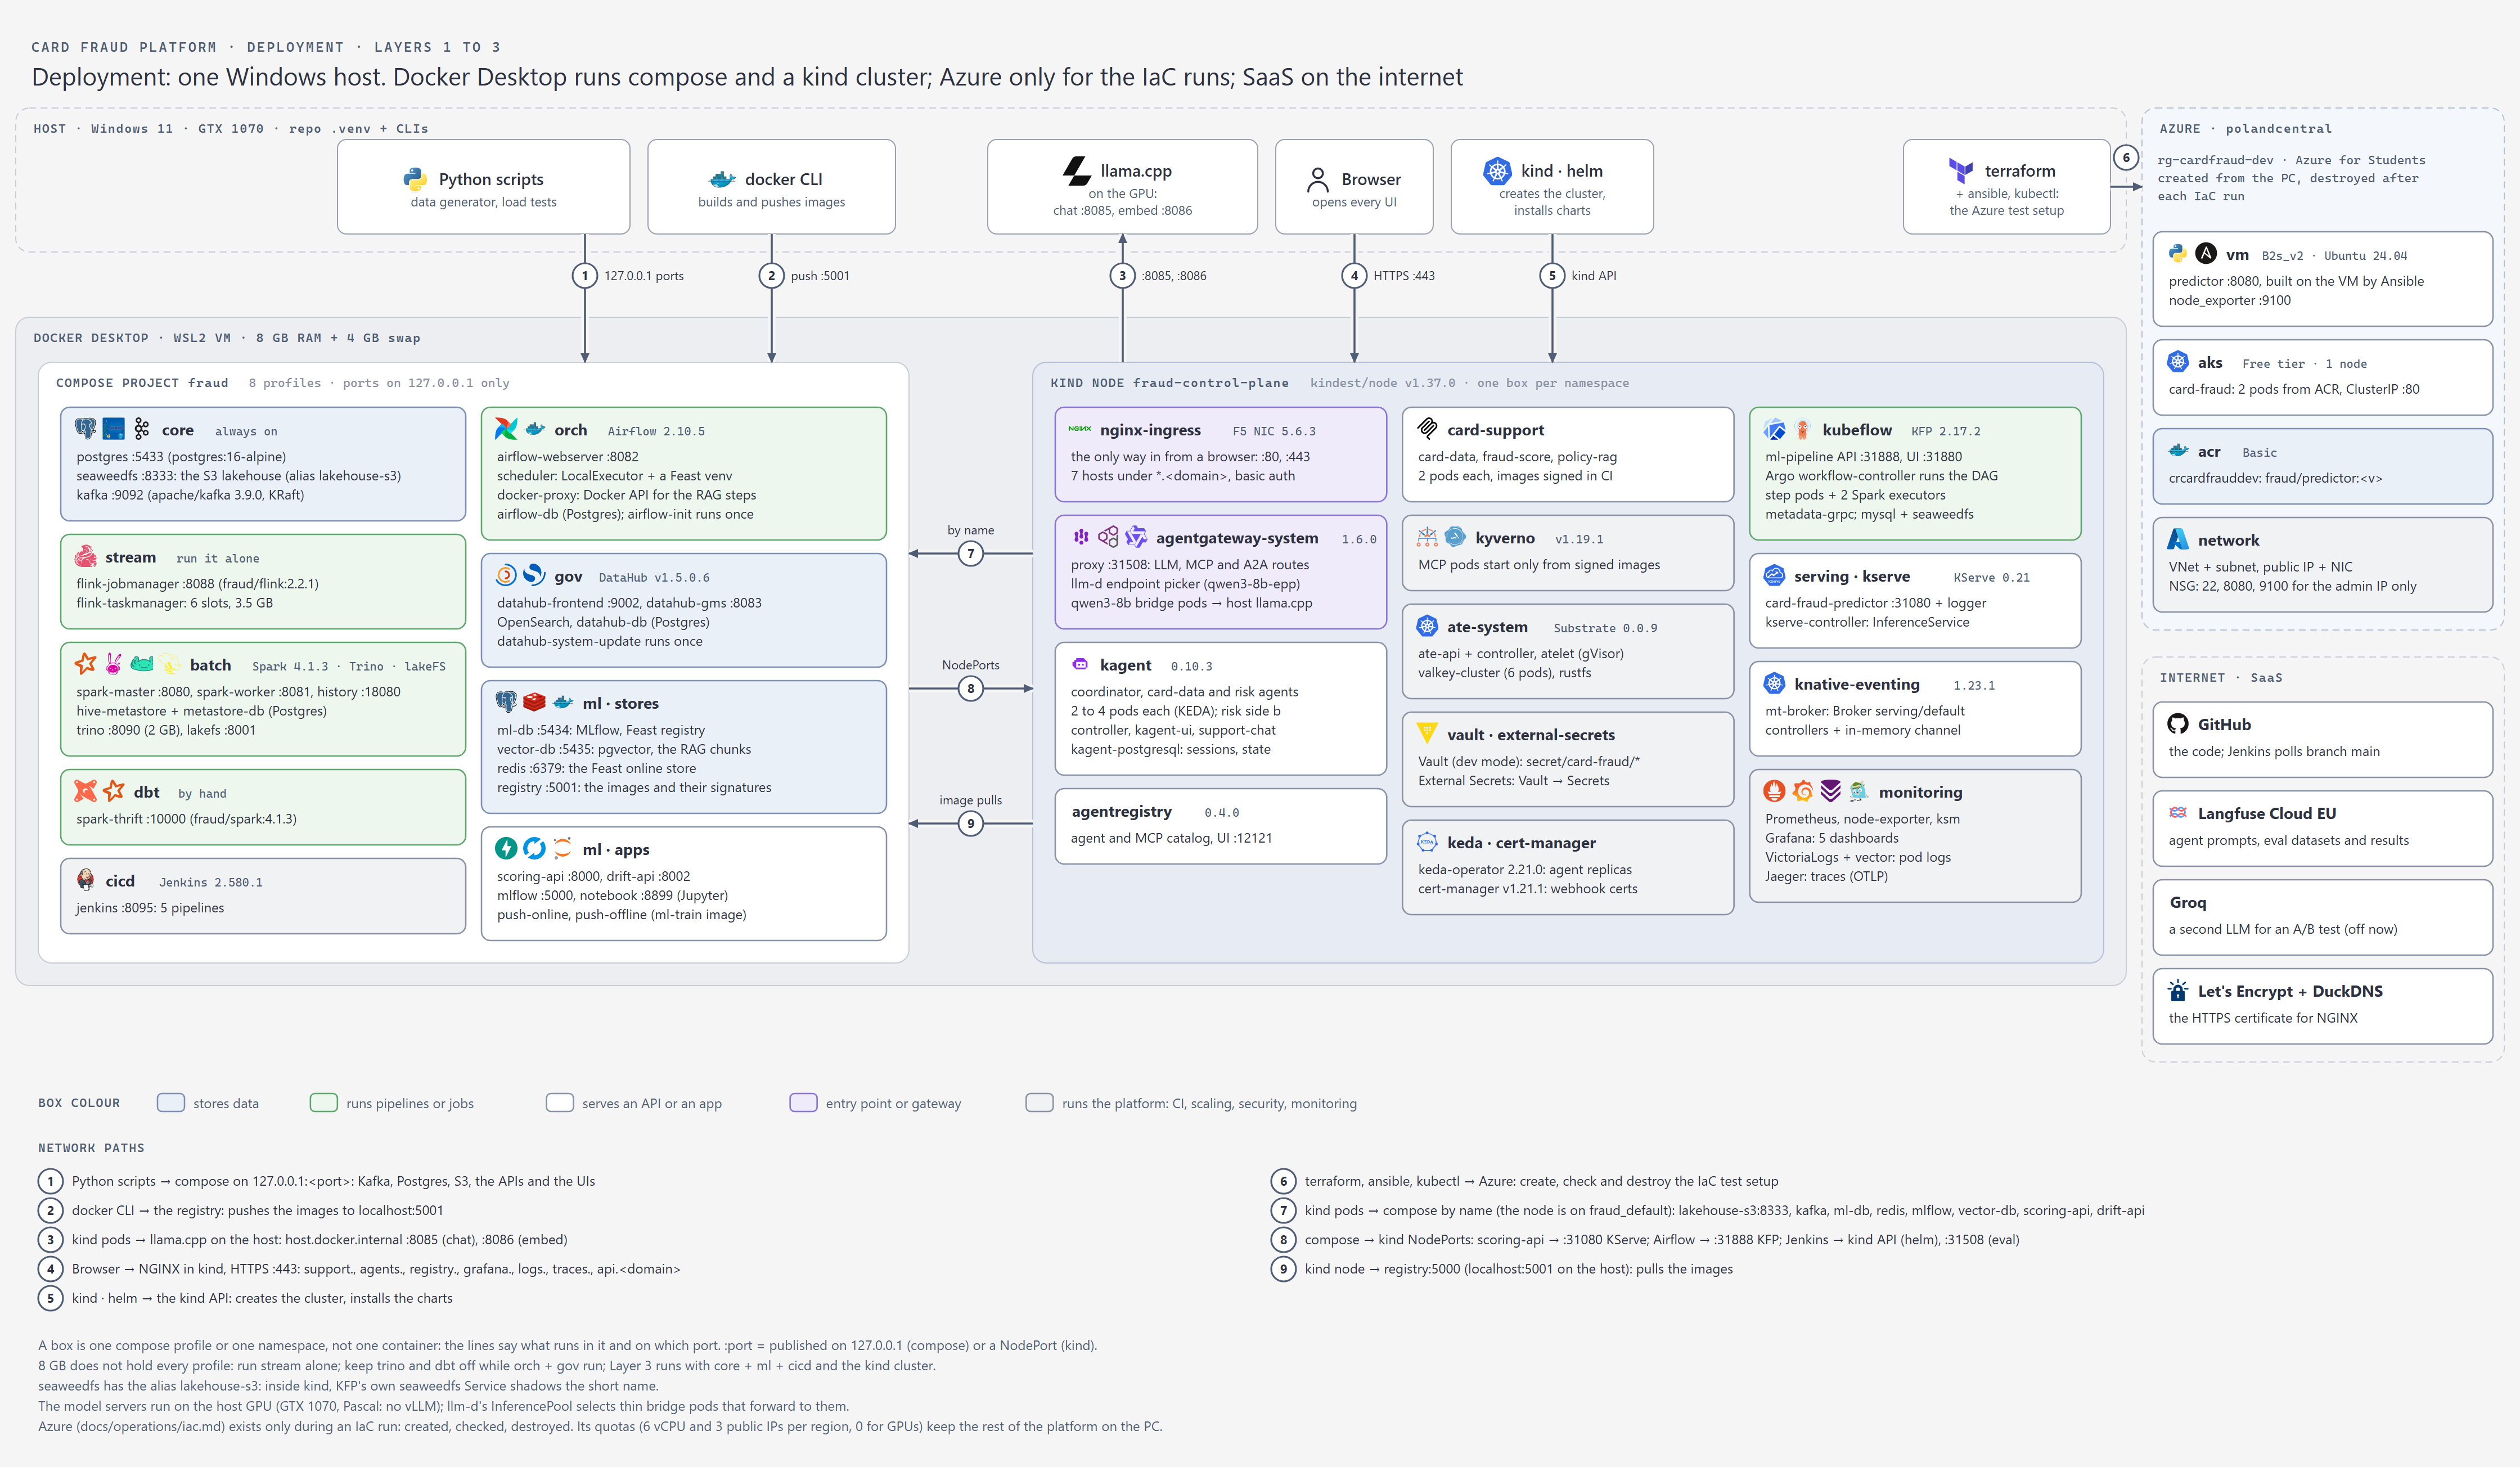 CARD FRAUD PLATFORM · DEPLOYMENT · LAYERS 1 TO 3
Deployment: one Windows host. Docker Desktop runs compose and a kind cluster; Azure only for the IaC runs; SaaS on the internet
HOST · Windows 11 · GTX 1070 · repo .venv + CLIs
Python scripts
data generator, load tests
docker CLI
builds and pushes images
llama.cpp
on the GPU:
chat :8085, embed :8086
Browser
opens every UI
kind · helm
creates the cluster,
installs charts
terraform
+ ansible, kubectl:
the Azure test setup
6
1 127.0.0.1 ports
2 push :5001
3 :8085, :8086
4 HTTPS :443
5 kind API
DOCKER DESKTOP · WSL2 VM · 8 GB RAM + 4 GB swap
COMPOSE PROJECT fraud 8 profiles · ports on 127.0.0.1 only
core always on
postgres :5433 (postgres:16-alpine)
seaweedfs :8333: the S3 lakehouse (alias lakehouse-s3)
kafka :9092 (apache/kafka 3.9.0, KRaft)
stream run it alone
flink-jobmanager :8088 (fraud/flink:2.2.1)
flink-taskmanager: 6 slots, 3.5 GB
batch Spark 4.1.3 · Trino · lakeFS
spark-master :8080, spark-worker :8081, history :18080
hive-metastore + metastore-db (Postgres)
trino :8090 (2 GB), lakefs :8001
dbt by hand
spark-thrift :10000 (fraud/spark:4.1.3)
cicd Jenkins 2.580.1
jenkins :8095: 5 pipelines
orch Airflow 2.10.5
airflow-webserver :8082
scheduler: LocalExecutor + a Feast venv
docker-proxy: Docker API for the RAG steps
airflow-db (Postgres); airflow-init runs once
gov DataHub v1.5.0.6
datahub-frontend :9002, datahub-gms :8083
OpenSearch, datahub-db (Postgres)
datahub-system-update runs once
ml · stores
ml-db :5434: MLflow, Feast registry
vector-db :5435: pgvector, the RAG chunks
redis :6379: the Feast online store
registry :5001: the images and their signatures
ml · apps
scoring-api :8000, drift-api :8002
mlflow :5000, notebook :8899 (Jupyter)
push-online, push-offline (ml-train image)
by name
7
NodePorts
8
image pulls
9
KIND NODE fraud-control-plane kindest/node v1.37.0 · one box per namespace
NGINX
nginx-ingress F5 NIC 5.6.3
the only way in from a browser: :80, :443
7 hosts under *.<domain>, basic auth
agentgateway-system 1.6.0
proxy :31508: LLM, MCP and A2A routes
llm-d endpoint picker (qwen3-8b-epp)
qwen3-8b bridge pods → host llama.cpp
kagent 0.10.3
coordinator, card-data and risk agents
2 to 4 pods each (KEDA); risk side b
controller, kagent-ui, support-chat
kagent-postgresql: sessions, state
agentregistry 0.4.0
agent and MCP catalog, UI :12121
card-support
card-data, fraud-score, policy-rag
2 pods each, images signed in CI
kyverno v1.19.1
MCP pods start only from signed images
ate-system Substrate 0.0.9
ate-api + controller, atelet (gVisor)
valkey-cluster (6 pods), rustfs
vault · external-secrets
Vault (dev mode): secret/card-fraud/*
External Secrets: Vault → Secrets
KEDA
keda · cert-manager
keda-operator 2.21.0: agent replicas
cert-manager v1.21.1: webhook certs
kubeflow KFP 2.17.2
ml-pipeline API :31888, UI :31880
Argo workflow-controller runs the DAG
step pods + 2 Spark executors
metadata-grpc; mysql + seaweedfs
serving · kserve KServe 0.21
card-fraud-predictor :31080 + logger
kserve-controller: InferenceService
knative-eventing 1.23.1
mt-broker: Broker serving/default
controllers + in-memory channel
monitoring
Prometheus, node-exporter, ksm
Grafana: 5 dashboards
VictoriaLogs + vector: pod logs
Jaeger: traces (OTLP)
AZURE · polandcentral
rg-cardfraud-dev · Azure for Students
created from the PC, destroyed after
each IaC run
vm B2s_v2 · Ubuntu 24.04
predictor :8080, built on the VM by Ansible
node_exporter :9100
aks Free tier · 1 node
card-fraud: 2 pods from ACR, ClusterIP :80
acr Basic
crcardfrauddev: fraud/predictor:<v>
network
VNet + subnet, public IP + NIC
NSG: 22, 8080, 9100 for the admin IP only
INTERNET · SaaS
GitHub
the code; Jenkins polls branch main
Langfuse Cloud EU
agent prompts, eval datasets and results
Groq
a second LLM for an A/B test (off now)
Let's Encrypt + DuckDNS
the HTTPS certificate for NGINX
BOX COLOUR stores data runs pipelines or jobs serves an API or an app entry point or gateway runs the platform: CI, scaling, security, monitoring
NETWORK PATHS
1 Python scripts → compose on 127.0.0.1:<port>: Kafka, Postgres, S3, the APIs and the UIs
2 docker CLI → the registry: pushes the images to localhost:5001
3 kind pods → llama.cpp on the host: host.docker.internal :8085 (chat), :8086 (embed)
4 Browser → NGINX in kind, HTTPS :443: support., agents., registry., grafana., logs., traces., api.<domain>
5 kind · helm → the kind API: creates the cluster, installs the charts
6 terraform, ansible, kubectl → Azure: create, check and destroy the IaC test setup
7 kind pods → compose by name (the node is on fraud_default): lakehouse-s3:8333, kafka, ml-db, redis, mlflow, vector-db, scoring-api, drift-api
8 compose → kind NodePorts: scoring-api → :31080 KServe; Airflow → :31888 KFP; Jenkins → kind API (helm), :31508 (eval)
9 kind node → registry:5000 (localhost:5001 on the host): pulls the images
A box is one compose profile or one namespace, not one container: the lines say what runs in it and on which port. :port = published on 127.0.0.1 (compose) or a NodePort (kind).
8 GB does not hold every profile: run stream alone; keep trino and dbt off while orch + gov run; Layer 3 runs with core + ml + cicd and the kind cluster.
seaweedfs has the alias lakehouse-s3: inside kind, KFP's own seaweedfs Service shadows the short name.
The model servers run on the host GPU (GTX 1070, Pascal: no vLLM); llm-d's InferencePool selects thin bridge pods that forward to them.
Azure (docs/operations/iac.md) exists only during an IaC run: created, checked, destroyed. Its quotas (6 vCPU and 3 public IPs per region, 0 for GPUs) keep the rest of the platform on the PC.